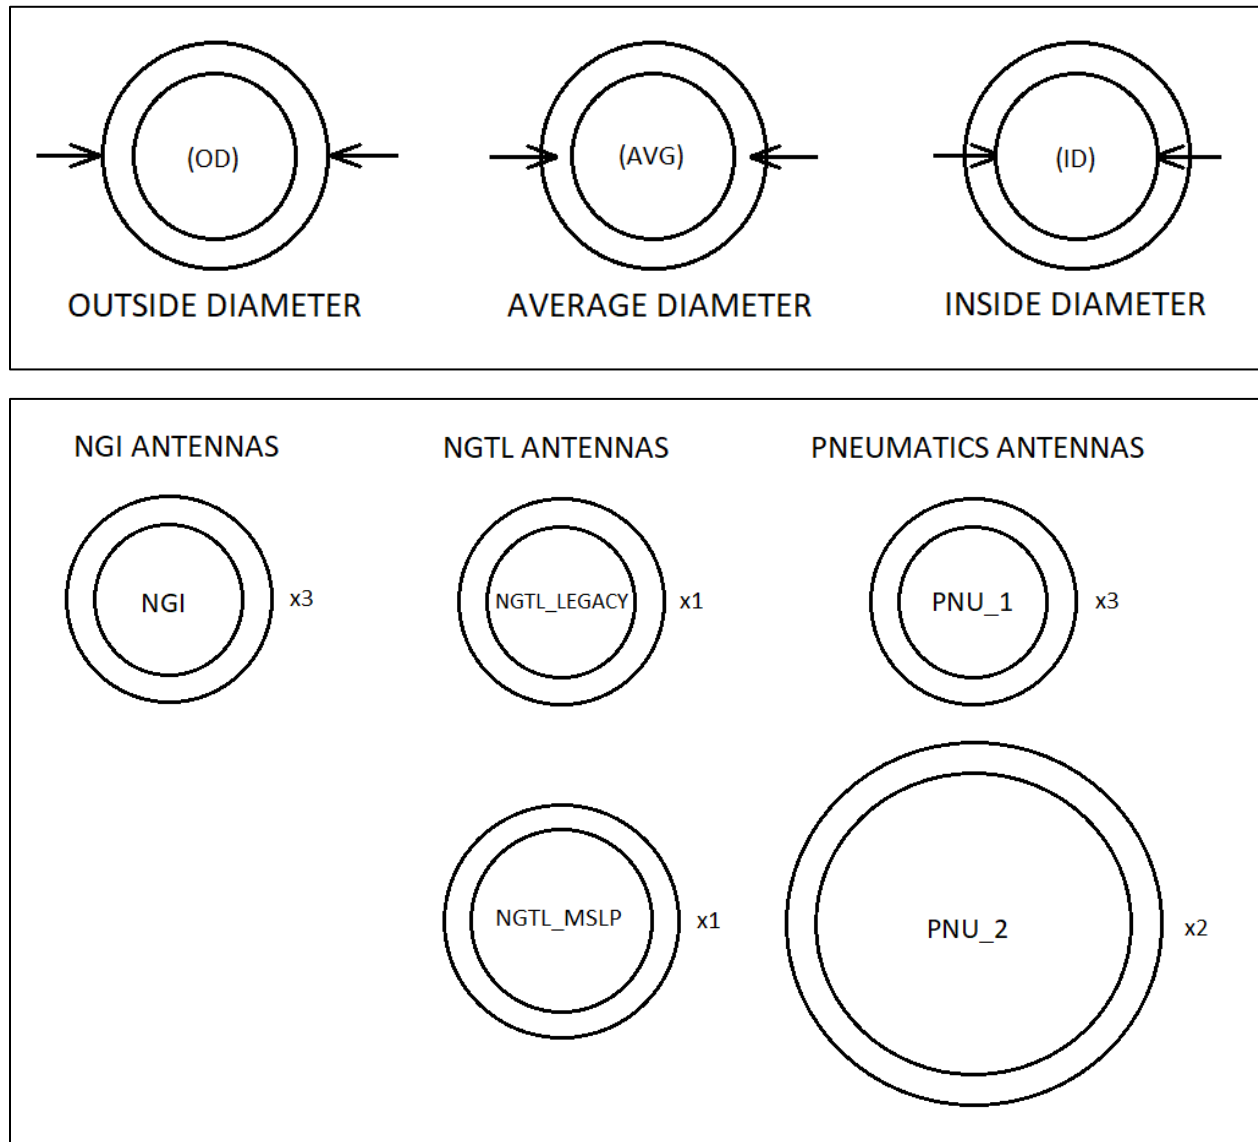 (OD)
(AVG)
(ID)
OUTSIDE DIAMETER
AVERAGE DIAMETER
INSIDE DIAMETER
NGI ANTENNAS
NGTL ANTENNAS
PNEUMATICS ANTENNAS
NGI
x3
NGTL_LEGACY
x1
PNU_1
x3
NGTL_MSLP
x1
PNU_2
x2